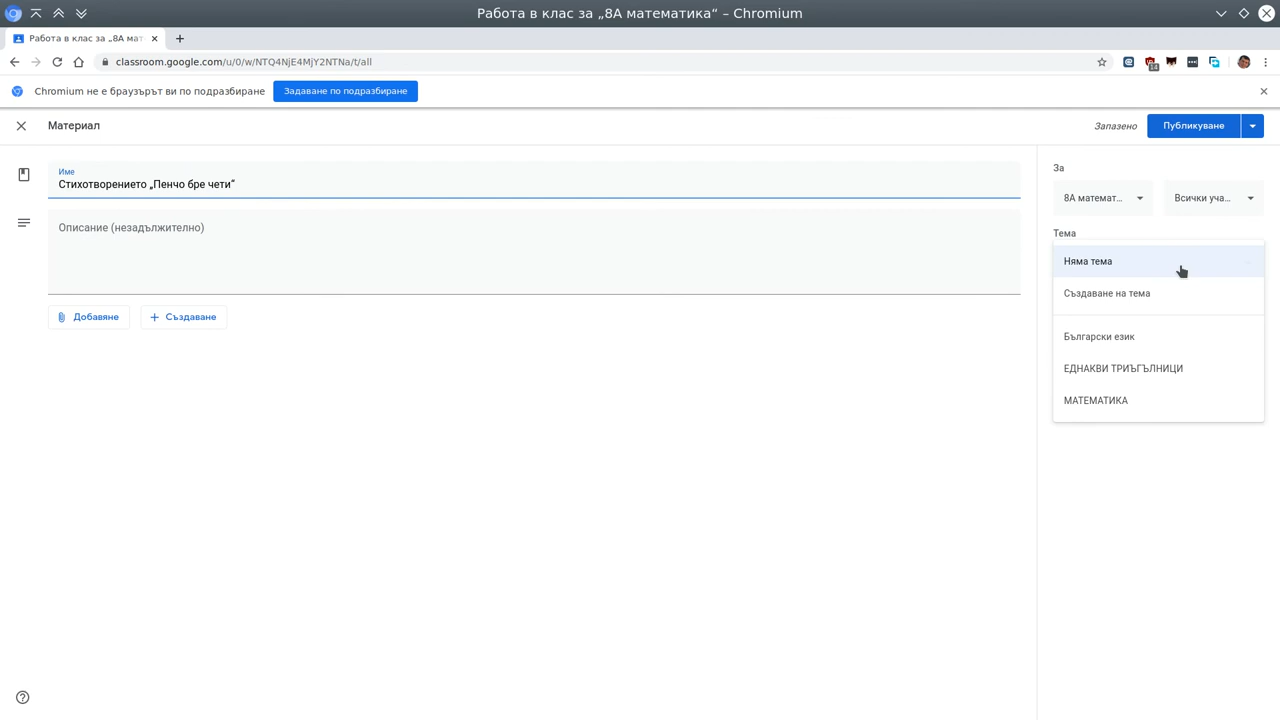 Работа в клас за „8А математика“ – Chromium
Работа в клас за „8А мат
classroom.google.com/u/0/w/NTQ4NjE4MjY2NTNa/t/all
14
Chromium не е браузърът ви по подразбиране
Задаване по подразбиране
Материал
Запазено
Публикуване
Име
Стихотворението „Пенчо бре чети“
Описание (незадължително)
Добавяне
Създаване
За
8А математ...
Всички уча...
Тема
Няма тема
Създаване на тема
Български език
ЕДНАКВИ ТРИЪГЪЛНИЦИ
МАТЕМАТИКА